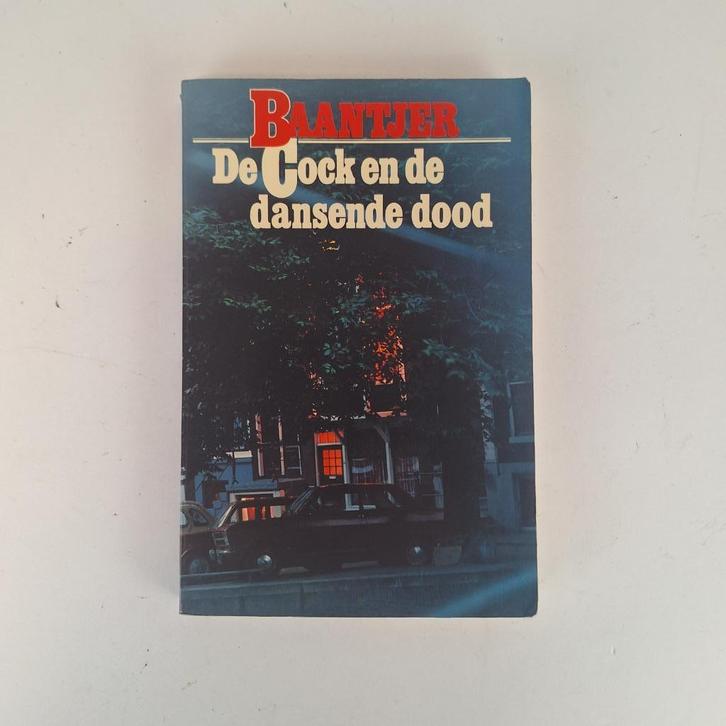 BAANTJER
De Cock en de
dansende dood